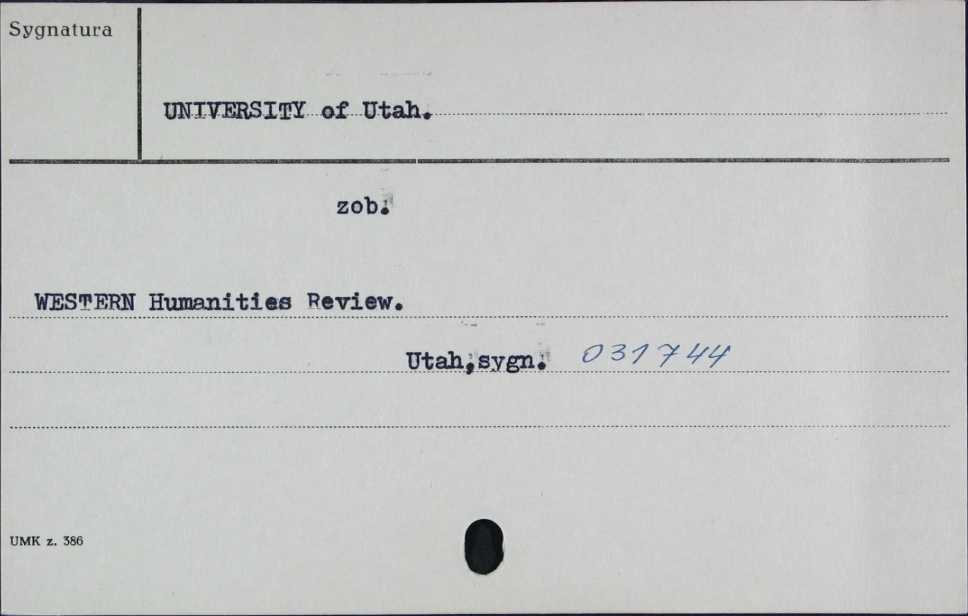 Sygnatura
UNIVERSITY of Utah.
zob.
WESTERN Humanities Review.
Utah,sygn. 031744
UMK z. 386